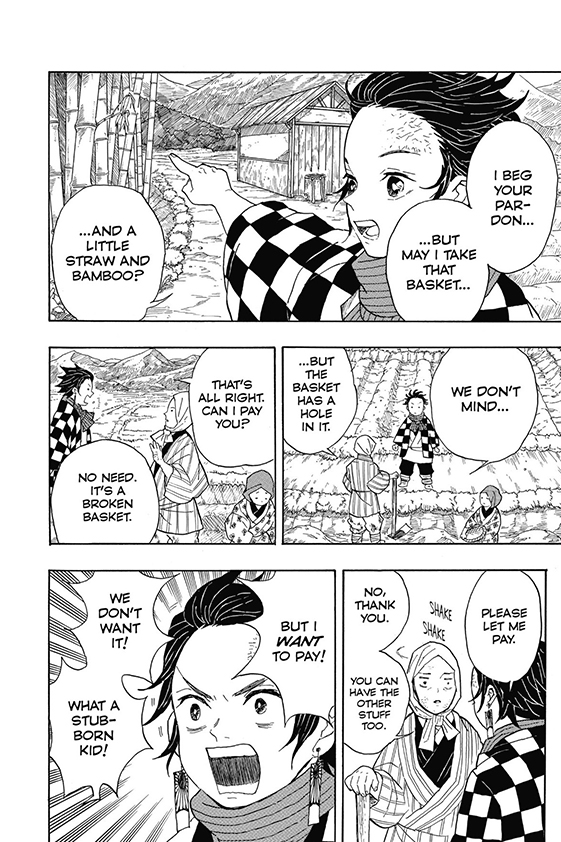 I BEG
YOUR
PAR-
DON...
...BUT
MAY I TAKE
THAT
BASKET...
...AND A
LITTLE
STRAW AND
BAMBOO?
WE DON'T
MIND...
...BUT
THE
BASKET
HAS A
HOLE
IN IT.
THAT'S
ALL RIGHT.
CAN I PAY
YOU?
NO NEED.
IT'S A
BROKEN
BASKET.
PLEASE
LET ME
PAY.
SHAKE
SHAKE
NO,
THANK
YOU.
YOU CAN
HAVE THE
OTHER
STUFF
TOO.
BUT I
WANT
TO PAY!
WE
DON'T
WANT
IT!
WHAT A
STUB-
BORN
KID!